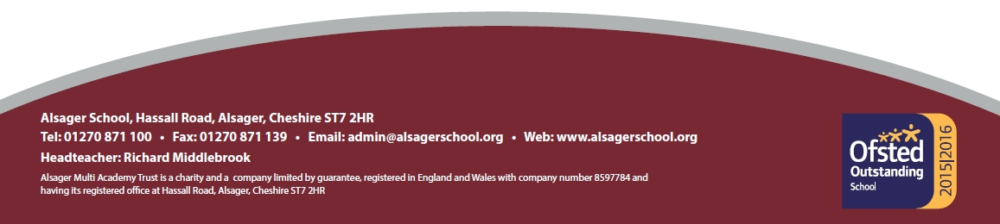 Alsager School, Hassall Road, Alsager, Cheshire ST7 2HR
Tel: 01270 871 100 • Fax: 01270 871 139 • Email: admin@alsagerschool.org • Web: www.alsagerschool.org
Headteacher: Richard Middlebrook
Alsager Multi Academy Trust is a charity and a company limited by guarantee, registered in England and Wales with company number 8597784 and
having its registered office at Hassall Road, Alsager, Cheshire ST7 2HR
Ofsted
Outstanding
School
2015|2016